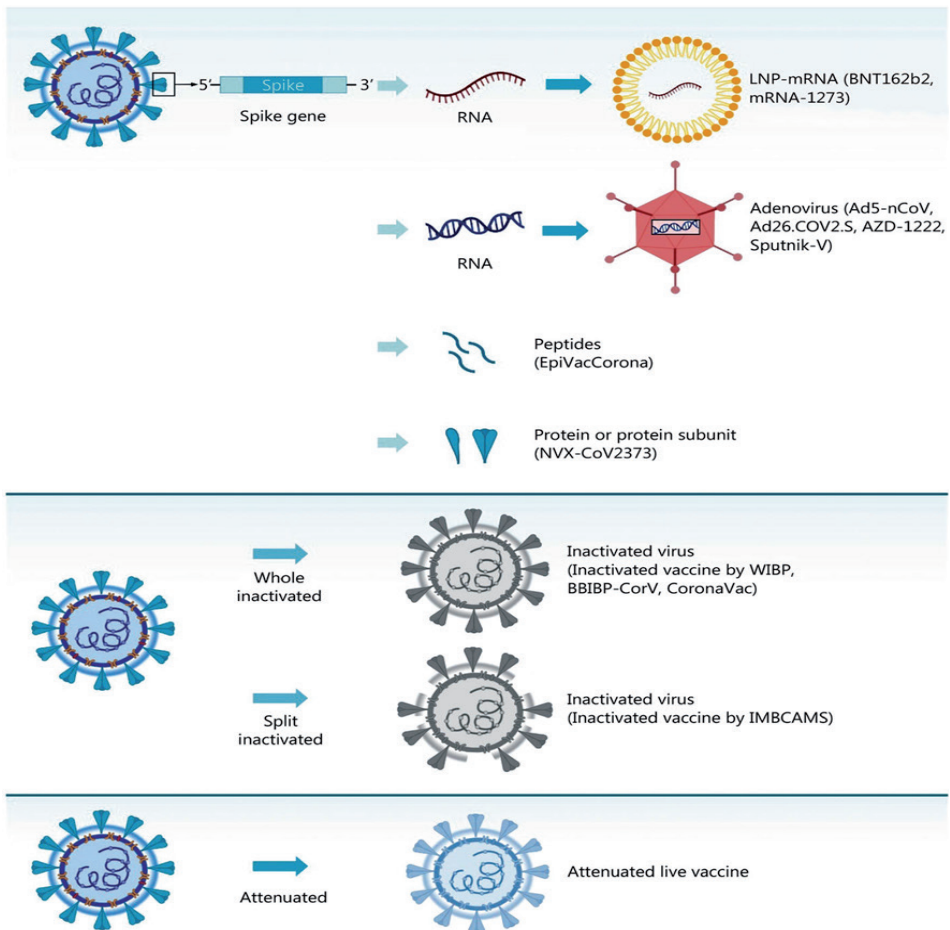 5′
Spike
3′
Spike gene
RNA
LNP-mRNA (BNT162b2,
mRNA-1273)
RNA
Adenovirus (Ad5-nCoV,
Ad26.COV2.S, AZD-1222,
Sputnik-V)
Peptides
(EpiVacCorona)
Protein or protein subunit
(NVX-CoV2373)
Whole
inactivated
Inactivated virus
(Inactivated vaccine by WIBP,
BBIBP-CorV, CoronaVac)
Split
inactivated
Inactivated virus
(Inactivated vaccine by IMBCAMS)
Attenuated
Attenuated live vaccine